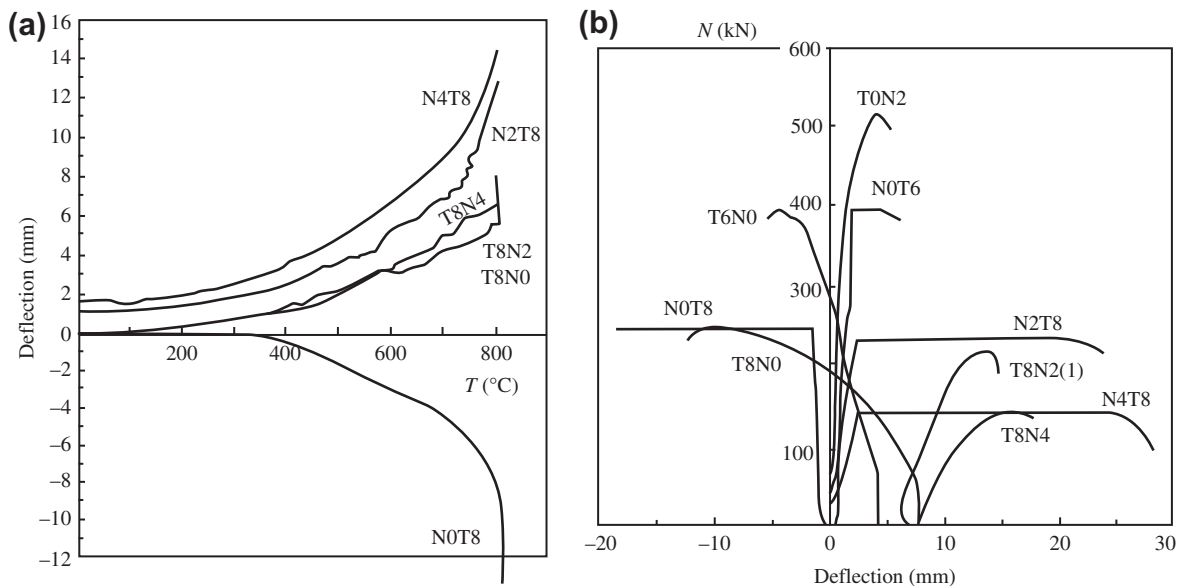 (a)
16
14
12
10
8
6
4
2
0
−2
−4
−6
−8
−10
−12
Deflection (mm)
200
400
600
800
T (°C)
N4T8
N2T8
T8N4
T8N2
T8N0
N0T8
(b)
N (kN)
600
500
400
300
100
T0N2
N0T6
T6N0
N0T8
T8N0
N2T8
T8N2(1)
N4T8
T8N4
−20
−10
0
10
20
30
Deflection (mm)